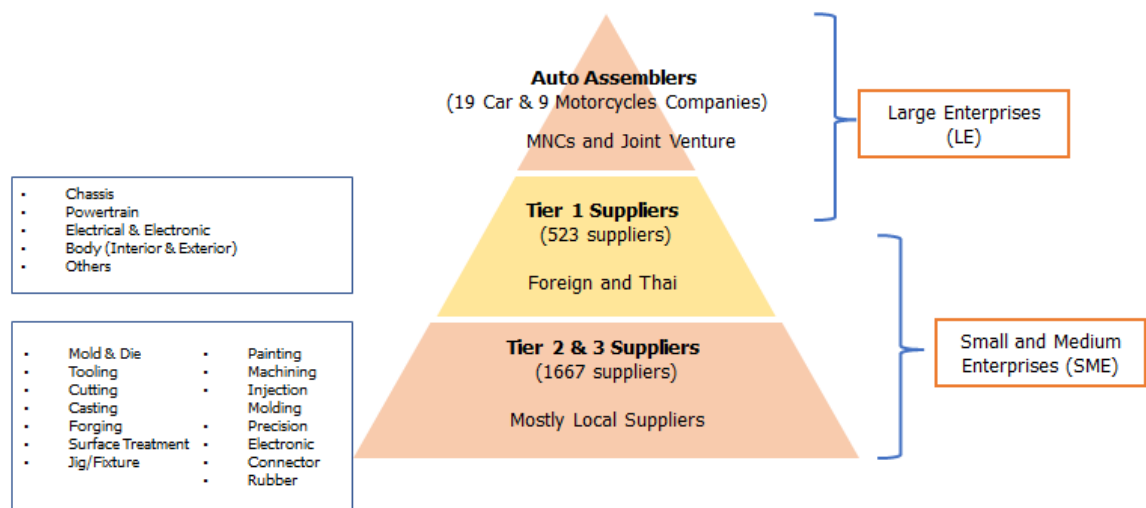 Auto Assemblers
(19 Car & 9 Motorcycles Companies)
MNCs and Joint Venture
Large Enterprises
(LE)
▪ Chassis
▪ Powertrain
▪ Electrical & Electronic
▪ Body (Interior & Exterior)
▪ Others
Tier 1 Suppliers
(523 suppliers)
Foreign and Thai
Small and Medium
Enterprises (SME)
▪ Mold & Die
▪ Tooling
▪ Cutting
▪ Casting
▪ Forging
▪ Surface Treatment
▪ Jig/Fixture
▪ Painting
▪ Machining
▪ Injection
Molding
▪ Precision
▪ Electronic
▪ Connector
▪ Rubber
Tier 2 & 3 Suppliers
(1667 suppliers)
Mostly Local Suppliers